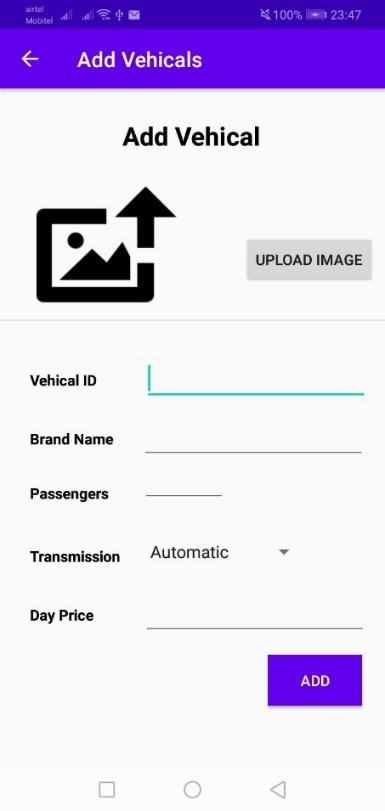 airtel
Mobitel
100% 23:47
Add Vehicals
Add Vehical
UPLOAD IMAGE
Vehical ID
Brand Name
Passengers
Transmission Automatic
Day Price
ADD